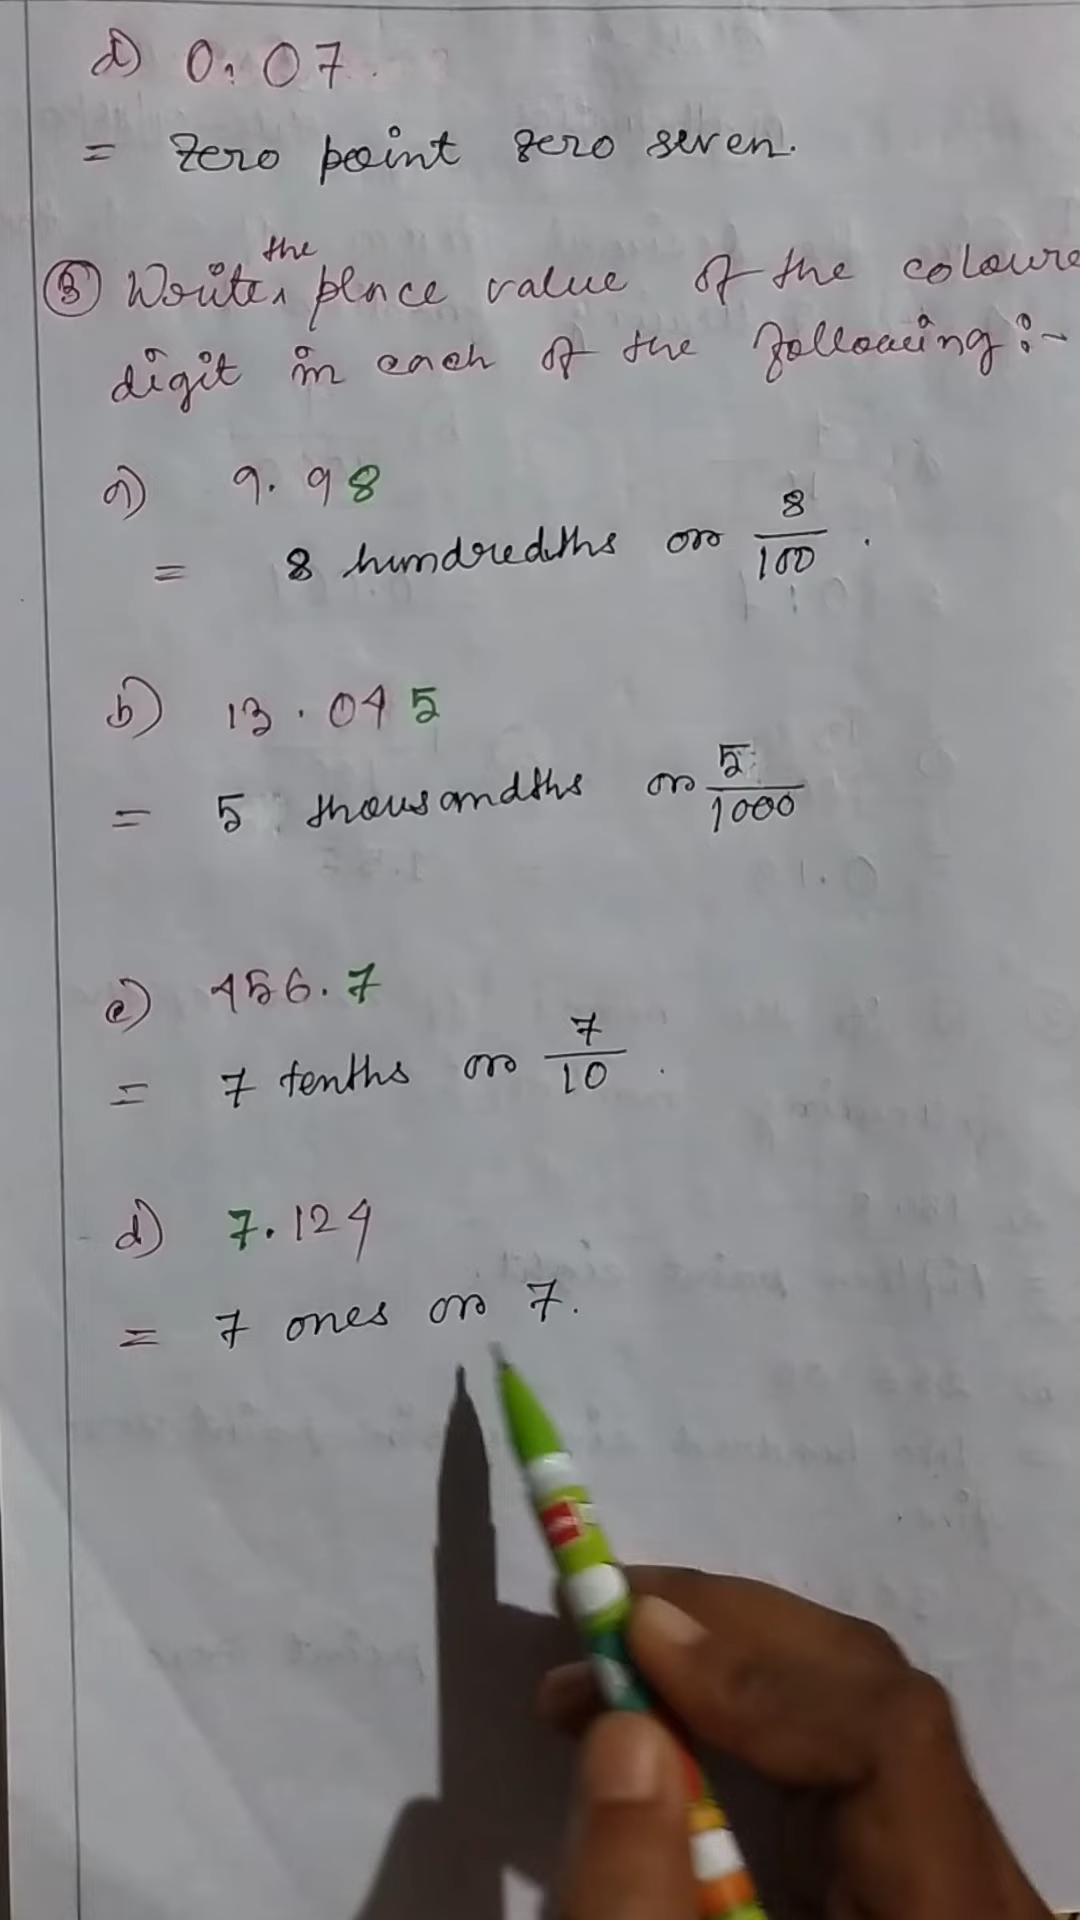 d) 0.07.
= Zero point zero seven.
③ Write the place value of the coloure
digit in each of the following :-
a) 9.98
= 8 hundredths or 8/100.
b) 13.045
= 5 thousandths or 5/1000
c) 456.7
= 7 tenths or 7/10.
d) 7.124
= 7 ones or 7.